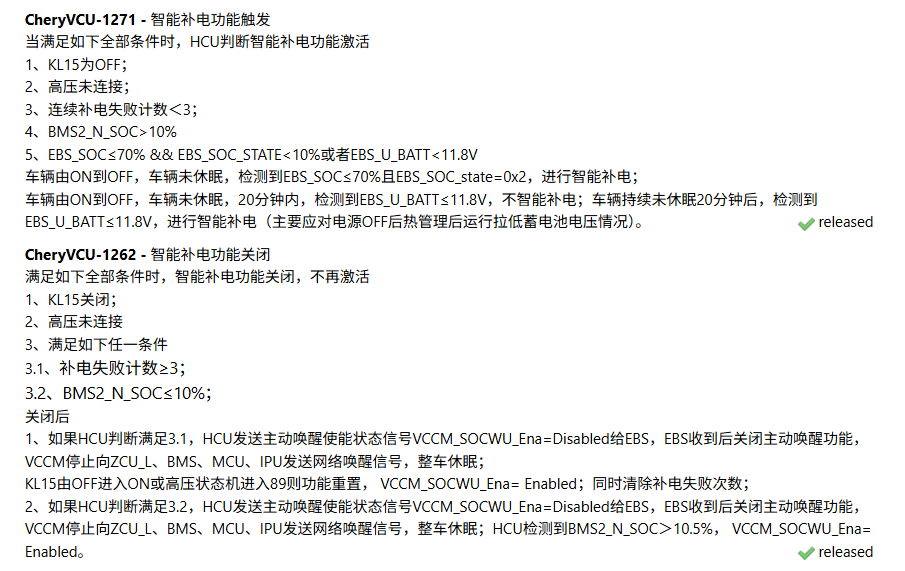 CheryVCU-1271 - 智能补电功能触发
当满足如下全部条件时，HCU判断智能补电功能激活
1、KL15为OFF；
2、高压未连接；
3、连续补电失败计数＜3；
4、BMS2_N_SOC>10%
5、EBS_SOC≤70% && EBS_SOC_STATE<10%或者EBS_U_BATT<11.8V
车辆由ON到OFF，车辆未休眠，检测到EBS_SOC≤70%且EBS_SOC_state=0x2，进行智能补电；
车辆由ON到OFF，车辆未休眠，20分钟内，检测到EBS_U_BATT≤11.8V，不智能补电；车辆持续未休眠20分钟后，检测到
EBS_U_BATT≤11.8V，进行智能补电（主要应对电源OFF后热管理后运行拉低蓄电池电压情况）。
released
CheryVCU-1262 - 智能补电功能关闭
满足如下全部条件时，智能补电功能关闭，不再激活
1、KL15关闭；
2、高压未连接
3、满足如下任一条件
3.1、补电失败计数≥3；
3.2、BMS2_N_SOC≤10%；
关闭后
1、如果HCU判断满足3.1，HCU发送主动唤醒使能状态信号VCCM_SOCWU_Ena=Disabled给EBS，EBS收到后关闭主动唤醒功能，
VCCM停止向ZCU_L、BMS、MCU、IPU发送网络唤醒信号，整车休眠；
KL15由OFF进入ON或高压状态机进入89则功能重置， VCCM_SOCWU_Ena= Enabled；同时清除补电失败次数；
2、如果HCU判断满足3.2，HCU发送主动唤醒使能状态信号VCCM_SOCWU_Ena=Disabled给EBS，EBS收到后关闭主动唤醒功能，
VCCM停止向ZCU_L、BMS、MCU、IPU发送网络唤醒信号，整车休眠；HCU检测到BMS2_N_SOC＞10.5%， VCCM_SOCWU_Ena=
Enabled。
released